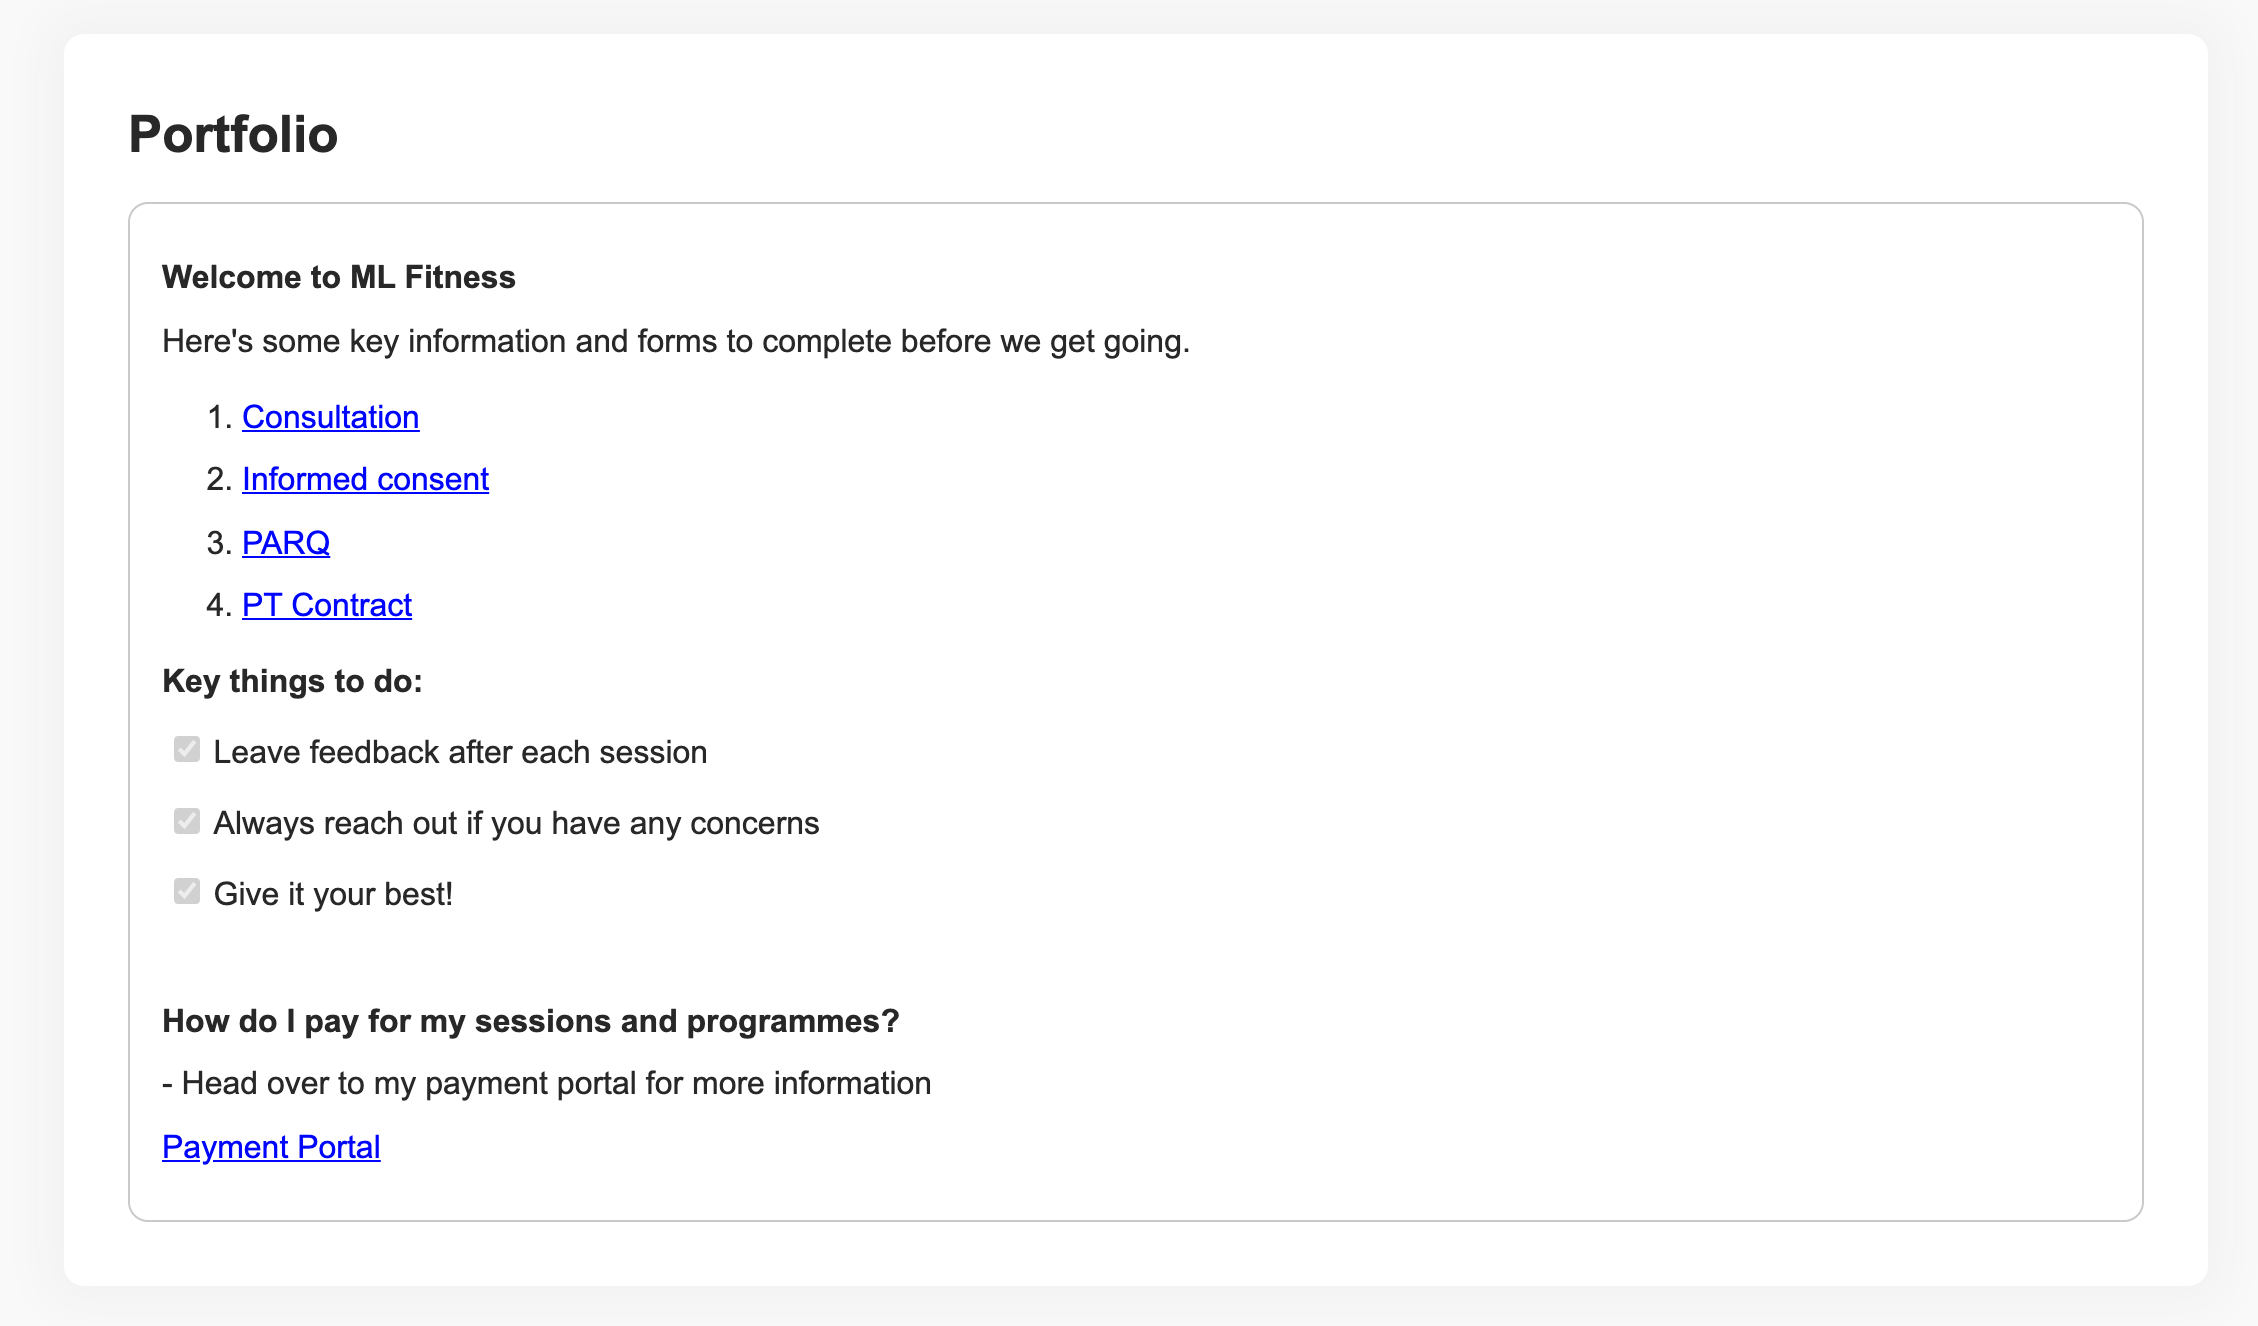 Portfolio
Welcome to ML Fitness
Here's some key information and forms to complete before we get going.
1. Consultation
2. Informed consent
3. PARQ
4. PT Contract
Key things to do:
Leave feedback after each session
Always reach out if you have any concerns
Give it your best!
How do I pay for my sessions and programmes?
- Head over to my payment portal for more information
Payment Portal